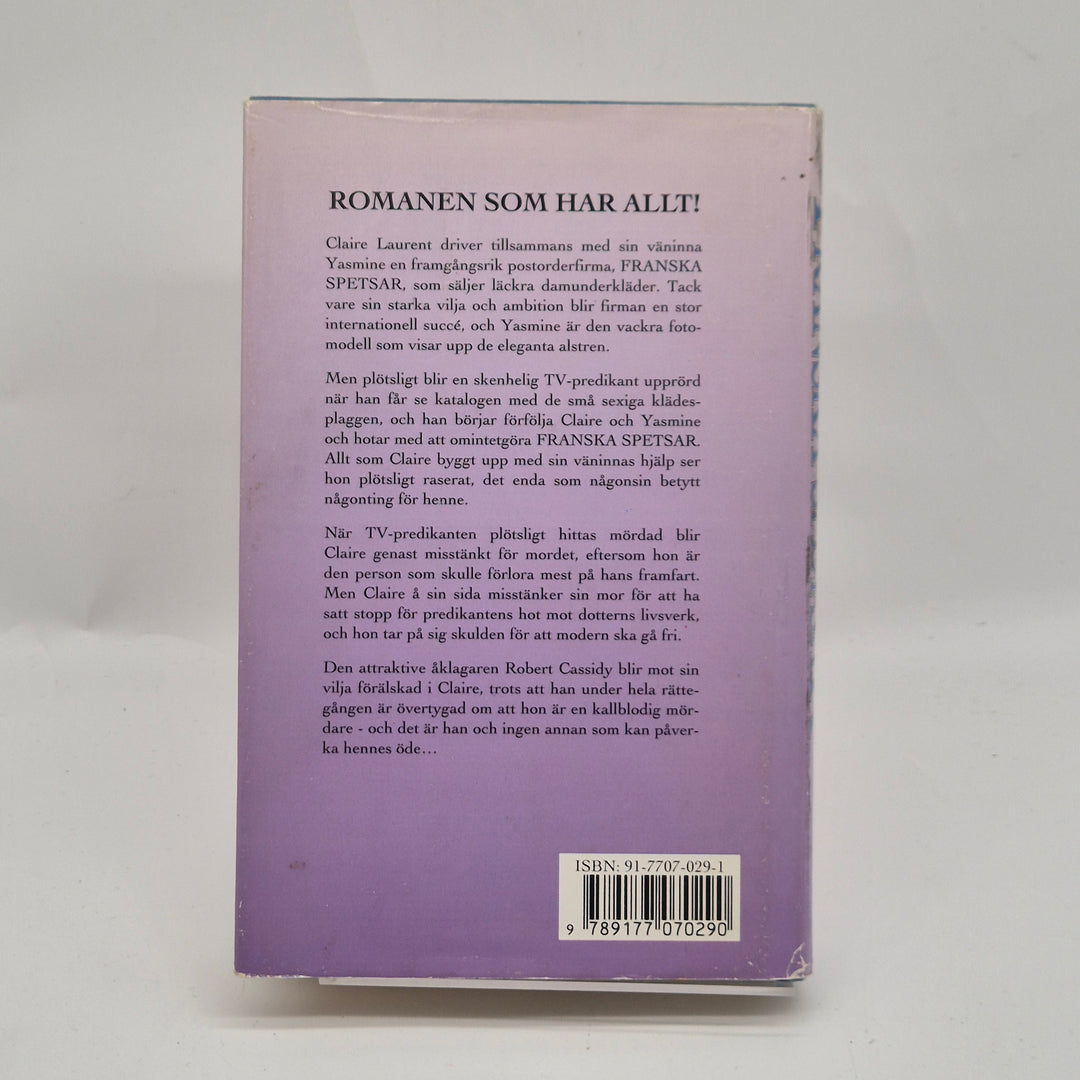 ROMANEN SOM HAR ALLT!
Claire Laurent driver tillsammans med sin väninna
Yasmine en framgångsrik postorderfirma, FRANSKA
SPETSAR, som säljer läckra damunderkläder. Tack
vare sin starka vilja och ambition blir firman en stor
internationell succé, och Yasmine är den vackra foto-
modell som visar upp de eleganta alstren.
Men plötsligt blir en skenhelig TV-predikant upprörd
når han får se katalogen med de små sexiga klädes-
plaggen, och han börjar förfölja Claire och Yasmine
och hotar med att omintetgöra FRANSKA SPETSAR.
Allt som Claire byggt upp med sin väninnas hjälp ser
hon plötsligt raserat, det enda som någonsin betytt
någonting för henne.
När TV-predikanten plötsligt hittas mördad blir
Claire genast misstänkt för mordet, eftersom hon är
den person som skulle förlora mest på hans framfart.
Men Claire å sin sida misstänker sin mor för att ha
satt stopp för predikantens hot mot dotterns livsverk,
och hon tar på sig skulden för att modern ska gå fri.
Den attraktive åklagaren Robert Cassidy blir mot sin
vilja förälskad i Claire, trots att han under hela rätte-
gången är övertygad om att hon är en kallblodig mör-
dare - och det är han och ingen annan som kan påver-
ka hennes öde...
ISBN: 91-7707-029-1
9 789177 070290